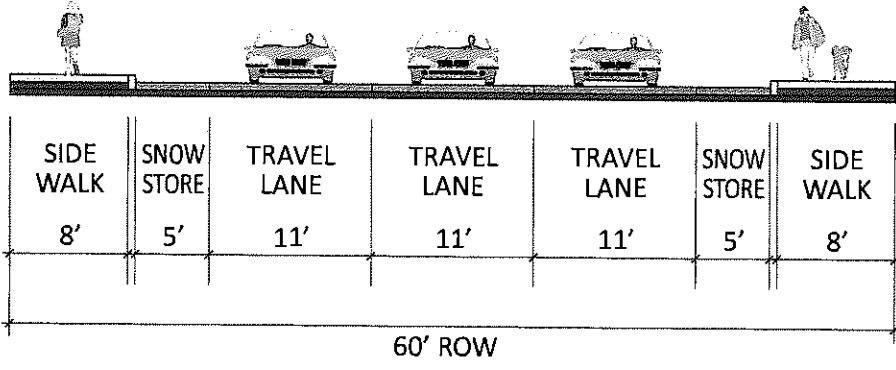 SIDE WALK
8'
SNOW STORE
5'
TRAVEL LANE
11'
TRAVEL LANE
11'
TRAVEL LANE
11'
SNOW STORE
5'
SIDE WALK
8'
60' ROW